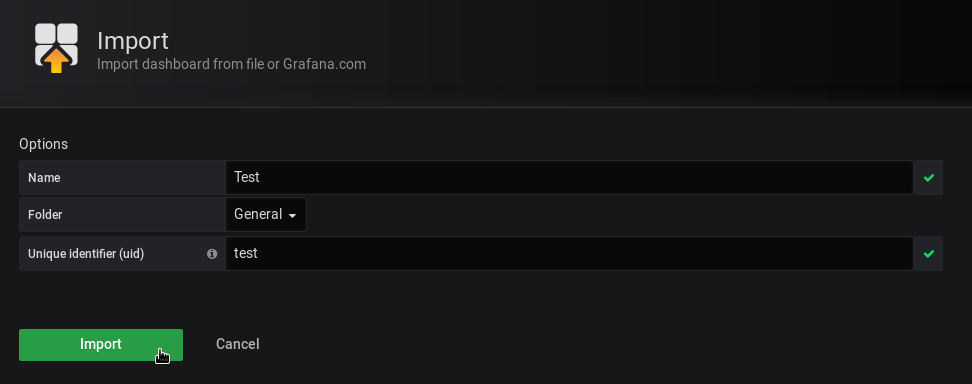 Import
Import dashboard from file or Grafana.com
Options
Name Test
Folder General
Unique identifier (uid) test
Import Cancel